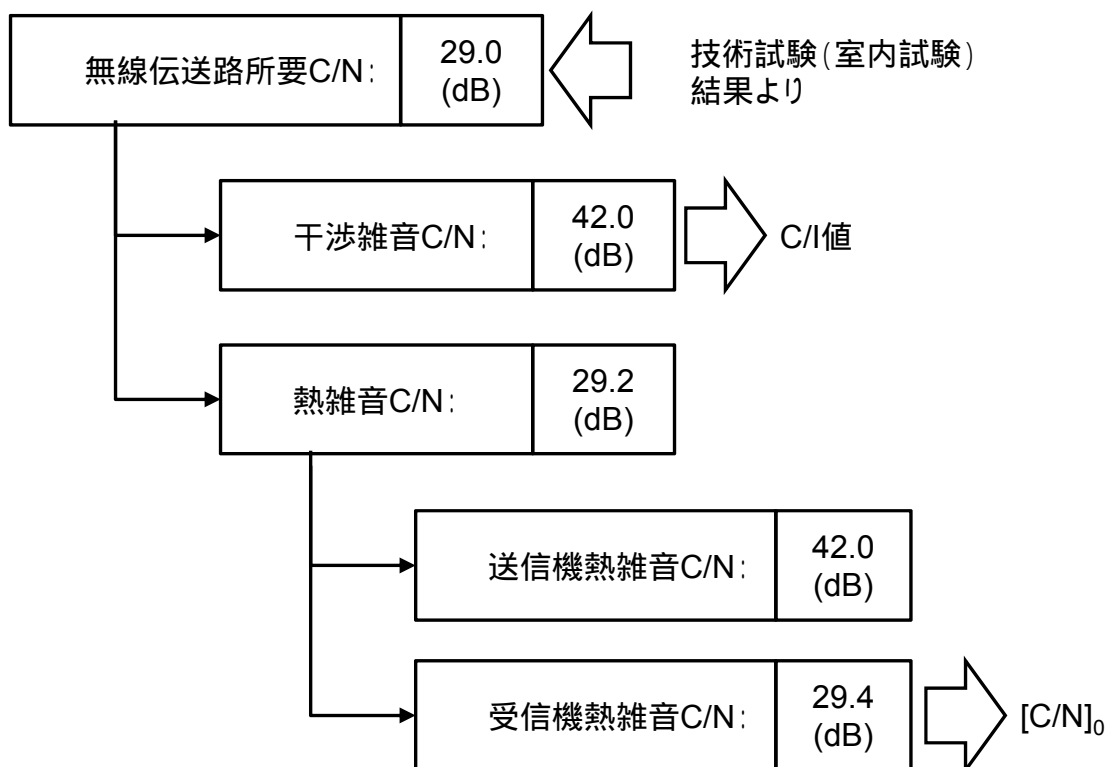 無線伝送路所要C/N:
29.0
(dB)
技術試験(室内試験)
結果より
干渉雑音C/N:
42.0
(dB)
C/I値
熱雑音C/N:
29.2
(dB)
送信機熱雑音C/N:
42.0
(dB)
受信機熱雑音C/N:
29.4
(dB)
[C/N]0